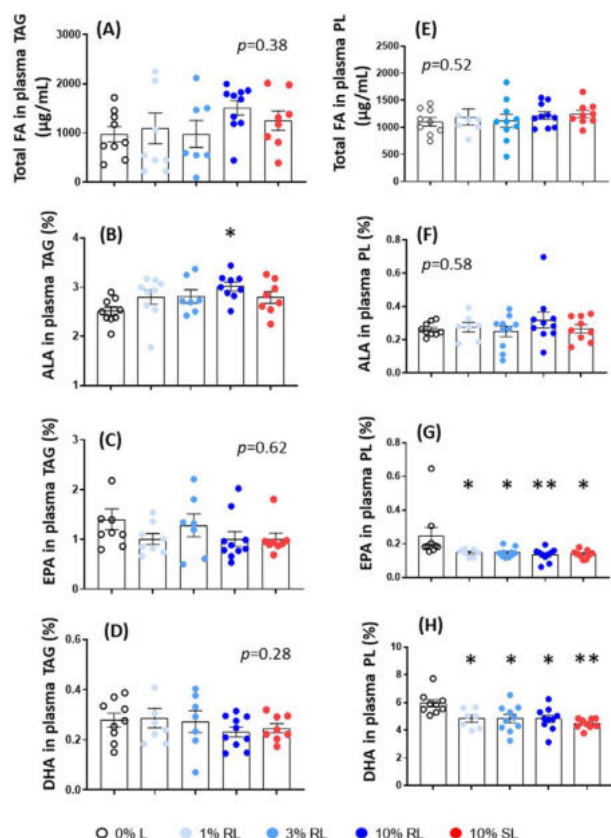 (A)
p=0.38
Total FA in plasma TAG
(µg/mL)
3000
2000
1000
0
(E)
p=0.52
Total FA in plasma PL
(µg/mL)
2500
2000
1500
1000
500
0
(B)
*
ALA in plasma TAG (%)
4
3
2
1
(F)
p=0.58
ALA in plasma PL (%)
0.8
0.6
0.4
0.2
0.0
(C)
p=0.62
EPA in plasma TAG (%)
3
2
1
0
(G)
* * ** *
EPA in plasma PL (%)
0.8
0.6
0.4
0.2
0.0
(D)
p=0.28
DHA in plasma TAG (%)
0.6
0.4
0.2
0.0
(H)
* * * **
DHA in plasma PL (%)
10
8
6
4
2
0% L 1% RL 3% RL 10% RL 10% SL